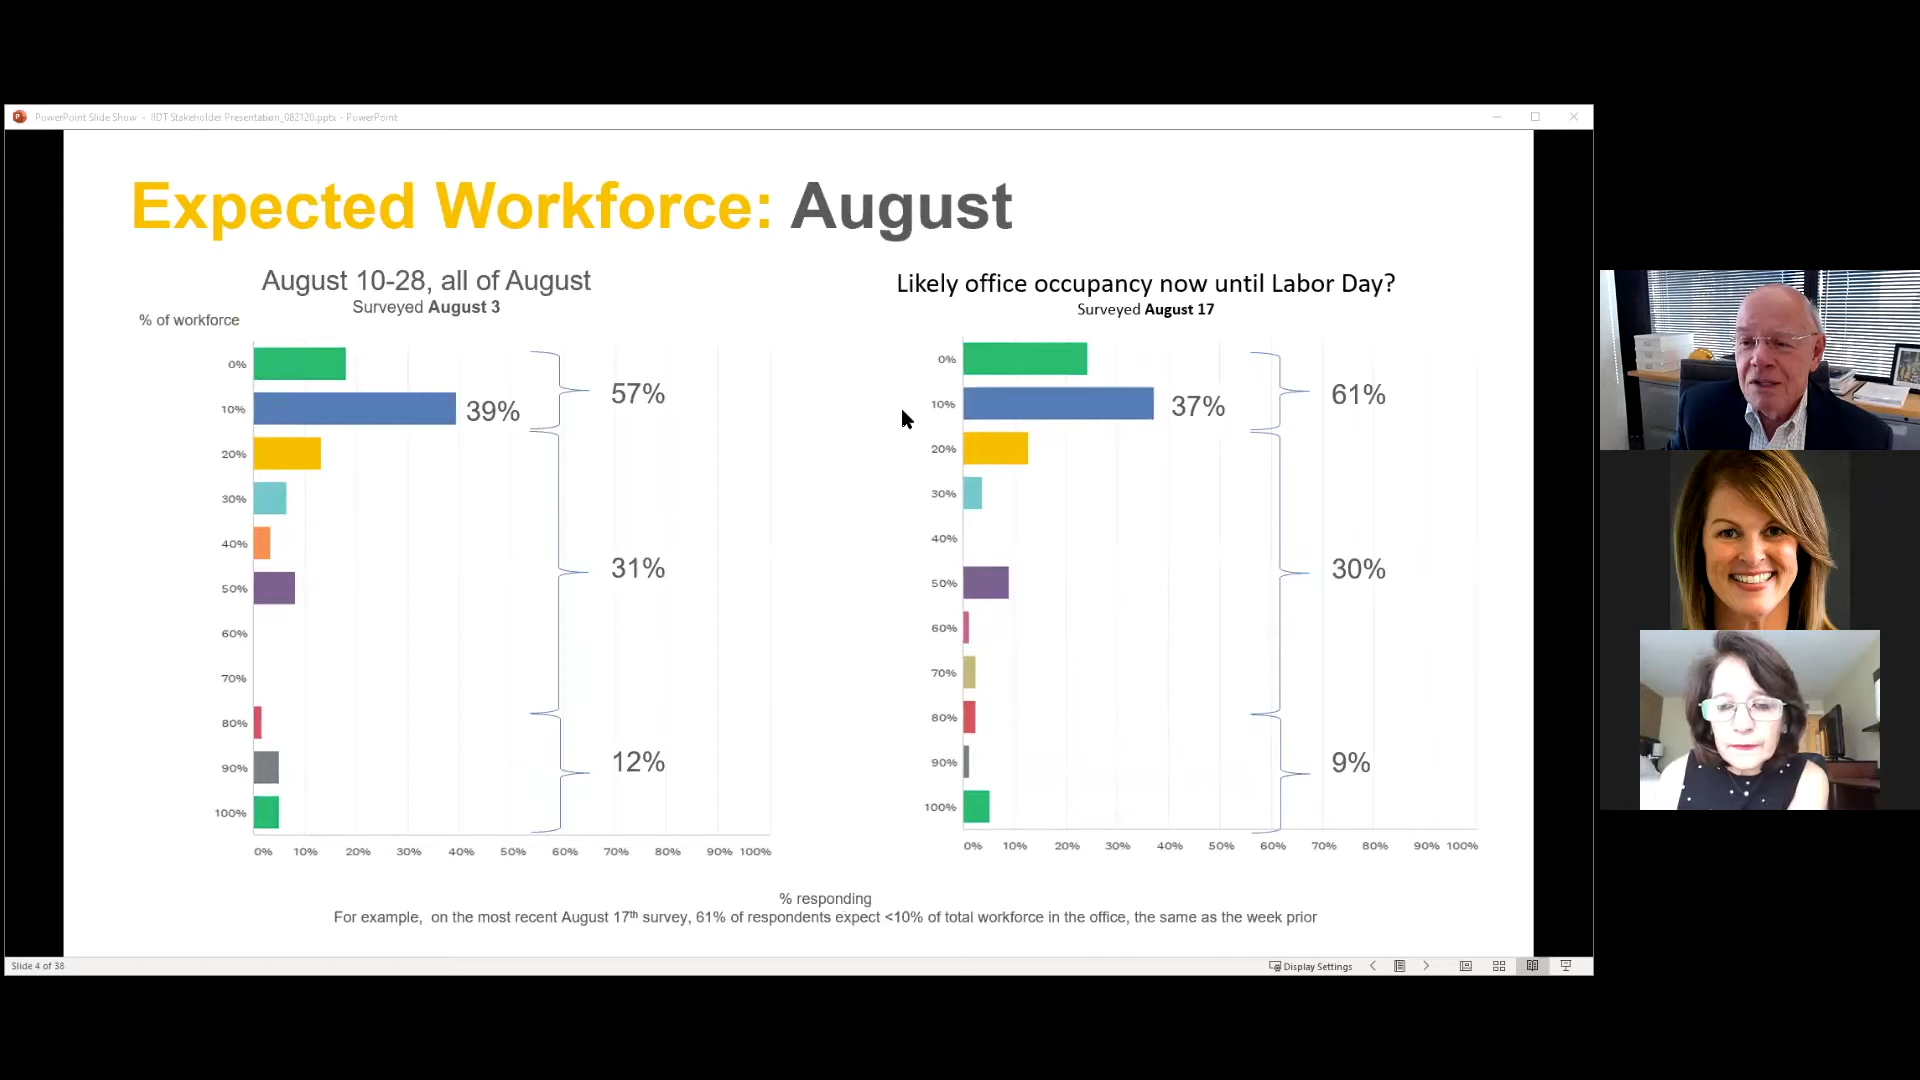 PowerPoint Slide Show - !IDT Stakeholder Presentation_082120.pptx - PowerPoint
Expected Workforce: August
August 10-28, all of August
Surveyed August 3
% of workforce
0%
10%
39%
20%
30%
40%
50%
60%
70%
80%
90%
100%
57%
31%
12%
0% 10% 20% 30% 40% 50% 60% 70% 80% 90% 100%
Likely office occupancy now until Labor Day?
Surveyed August 17
0%
10%
37%
20%
30%
40%
50%
60%
70%
80%
90%
100%
61%
30%
9%
0% 10% 20% 30% 40% 50% 60% 70% 80% 90% 100%
% responding
For example, on the most recent August 17th survey, 61% of respondents expect <10% of total workforce in the office, the same as the week prior
Slide 4 of 38
Display Settings